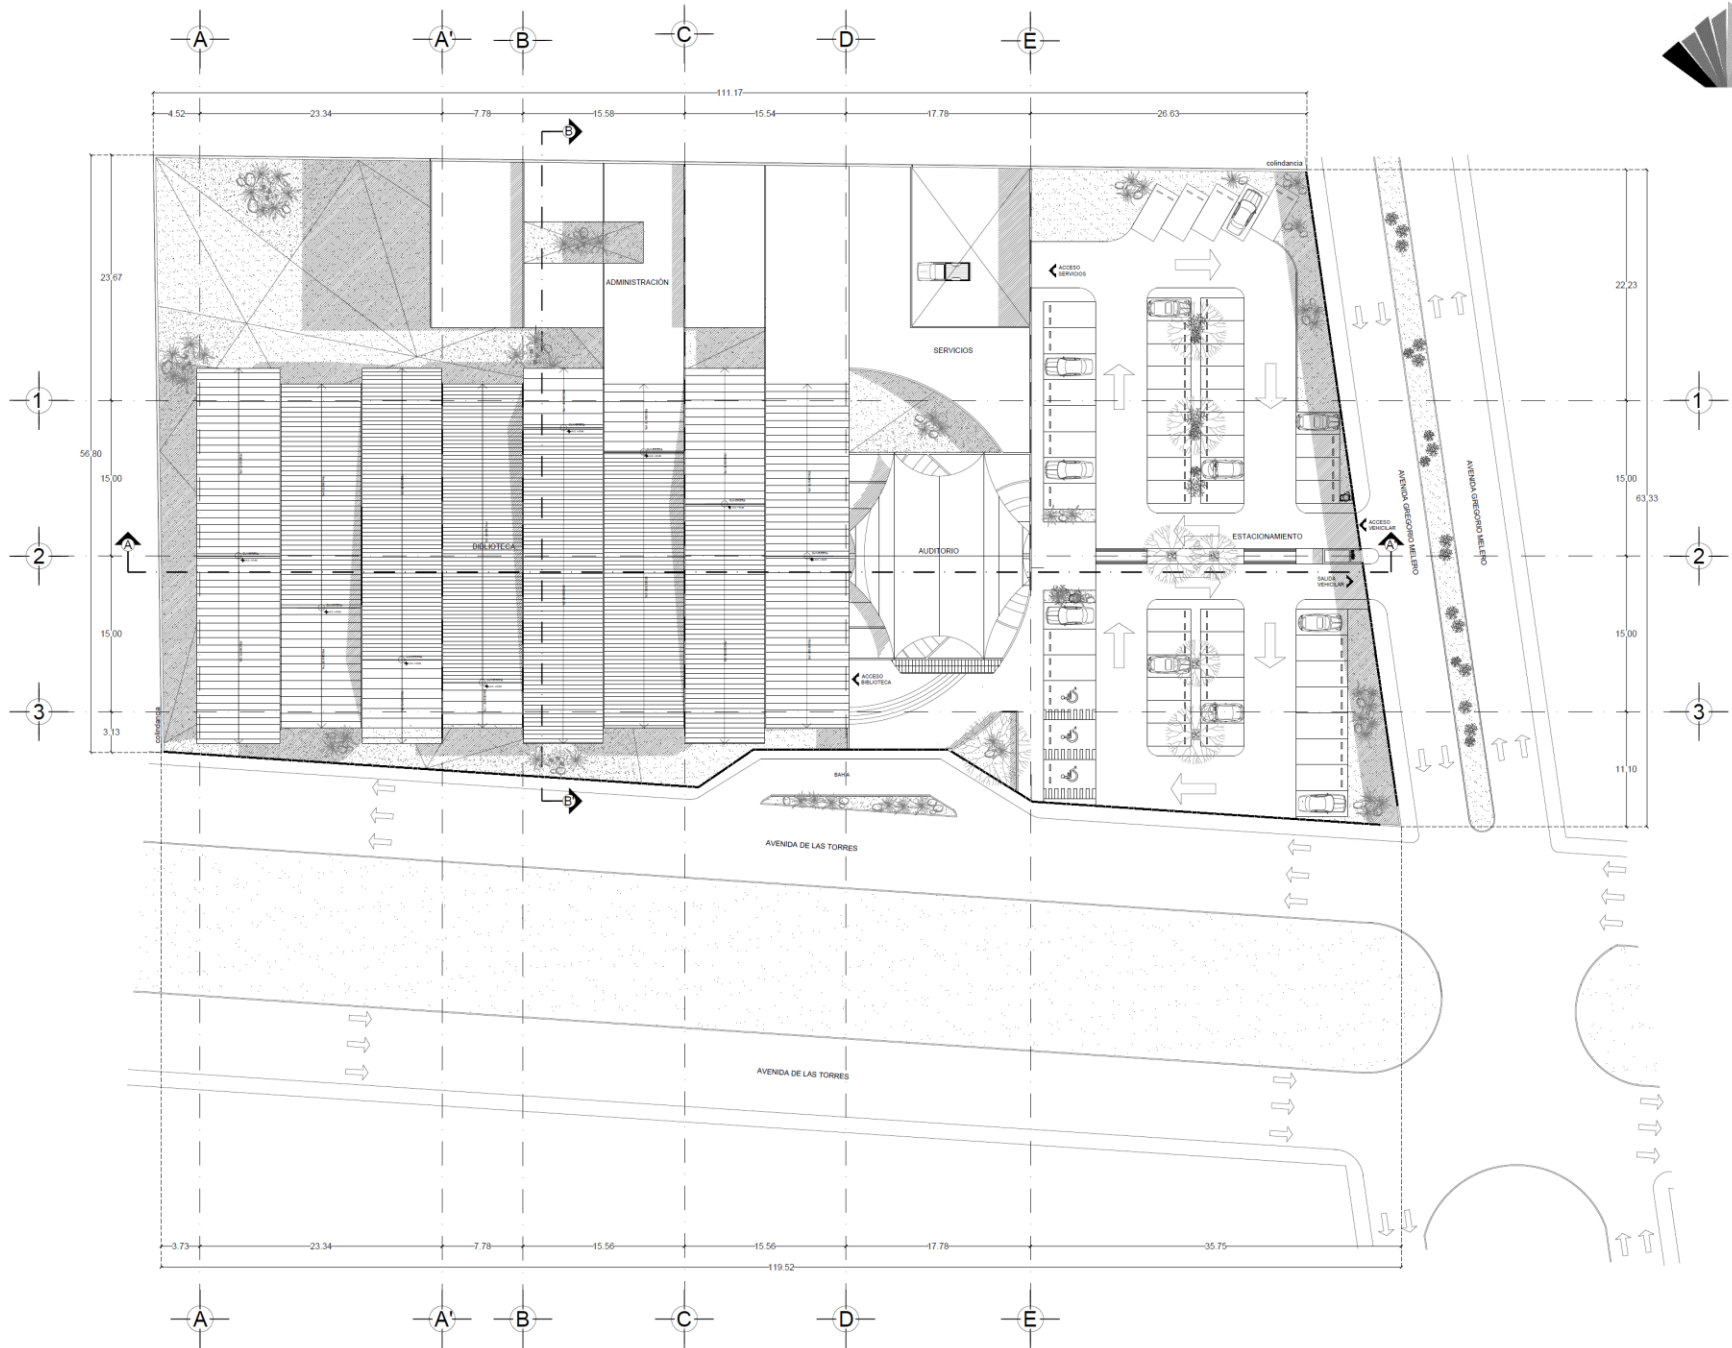 A
A'
B
C
D
E
111.17
4.52
23.34
7.78
15.58
15.54
17.78
26.63
B
colindancia
ACCESO
SERVICIOS
ADMINISTRACIÓN
23.67
22.23
SERVICIOS
1
1
56.80
15.00
15.00
63.33
AVENIDA GREGORIO MELERO
AVENIDA GREGORIO MELERO
ACCESO
VEHICULAR
ESTACIONAMIENTO
A
A'
BIBLIOTECA
AUDITORIO
2
2
SALIDA
VEHICULAR
15.00
15.00
ACCESO
BIBLIOTECA
3
3
colindancia
3.13
11.10
BAHÍA
B'
AVENIDA DE LAS TORRES
AVENIDA DE LAS TORRES
3.73
23.34
7.78
15.56
15.56
17.78
35.75
119.52
A
A'
B
C
D
E